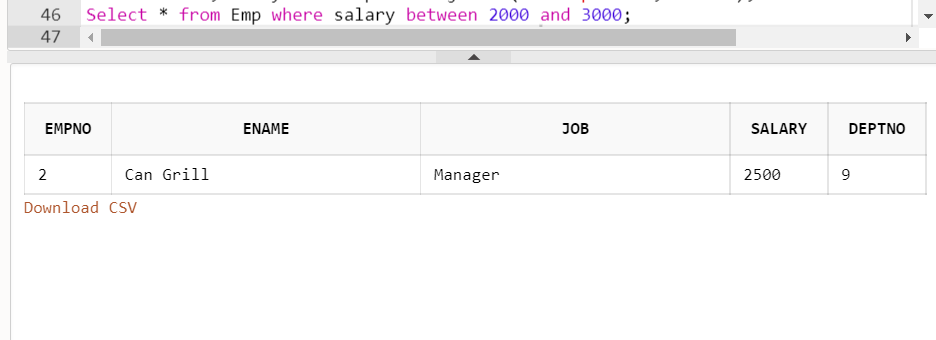 46 Select * from Emp where salary between 2000 and 3000;
47
EMPNO ENAME JOB SALARY DEPTNO
2 Can Grill Manager 2500 9
Download CSV